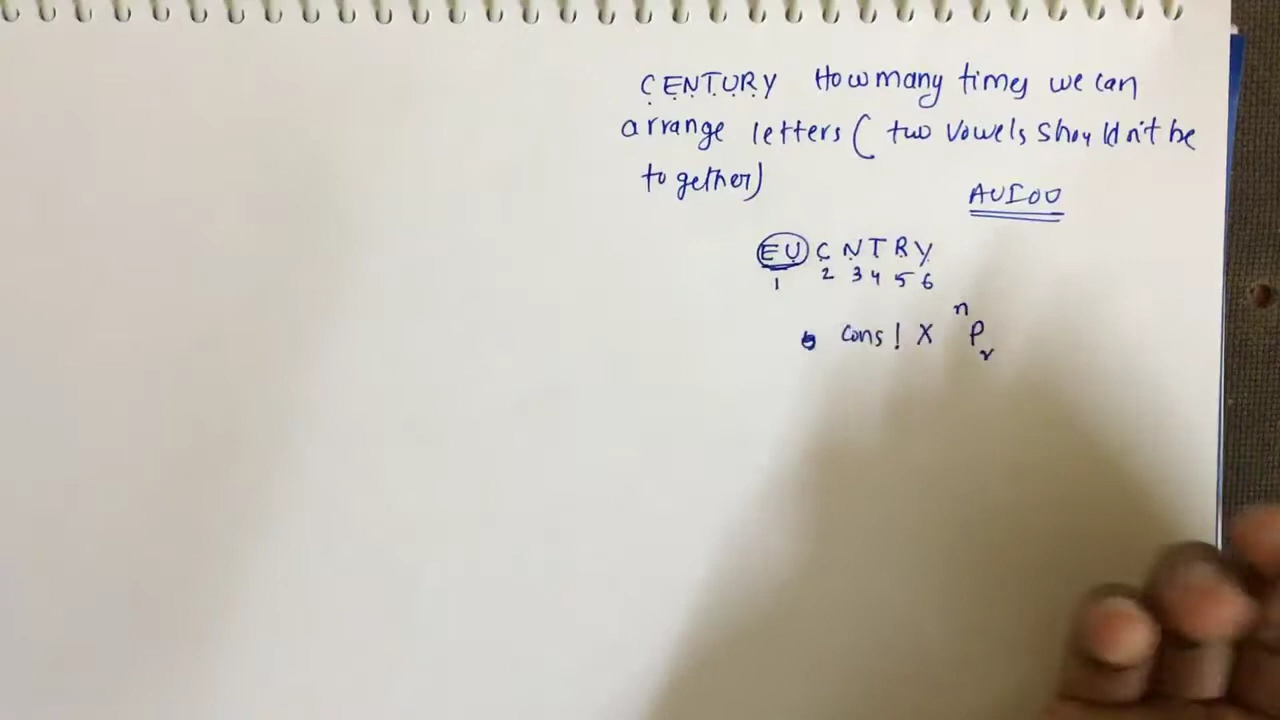 CENTURY How many times we can
arrange letters ( two vowels shouldn't be
together)
AUIOO
EU C N T R Y
1 2 3 4 5 6
Cons! X nPr